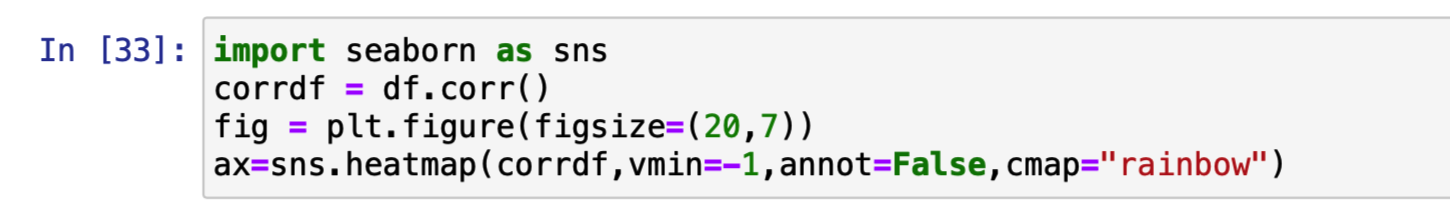 In [33]: import seaborn as sns
corrdf = df.corr()
fig = plt.figure(figsize=(20,7))
ax=sns.heatmap(corrdf,vmin=-1,annot=False,cmap="rainbow")